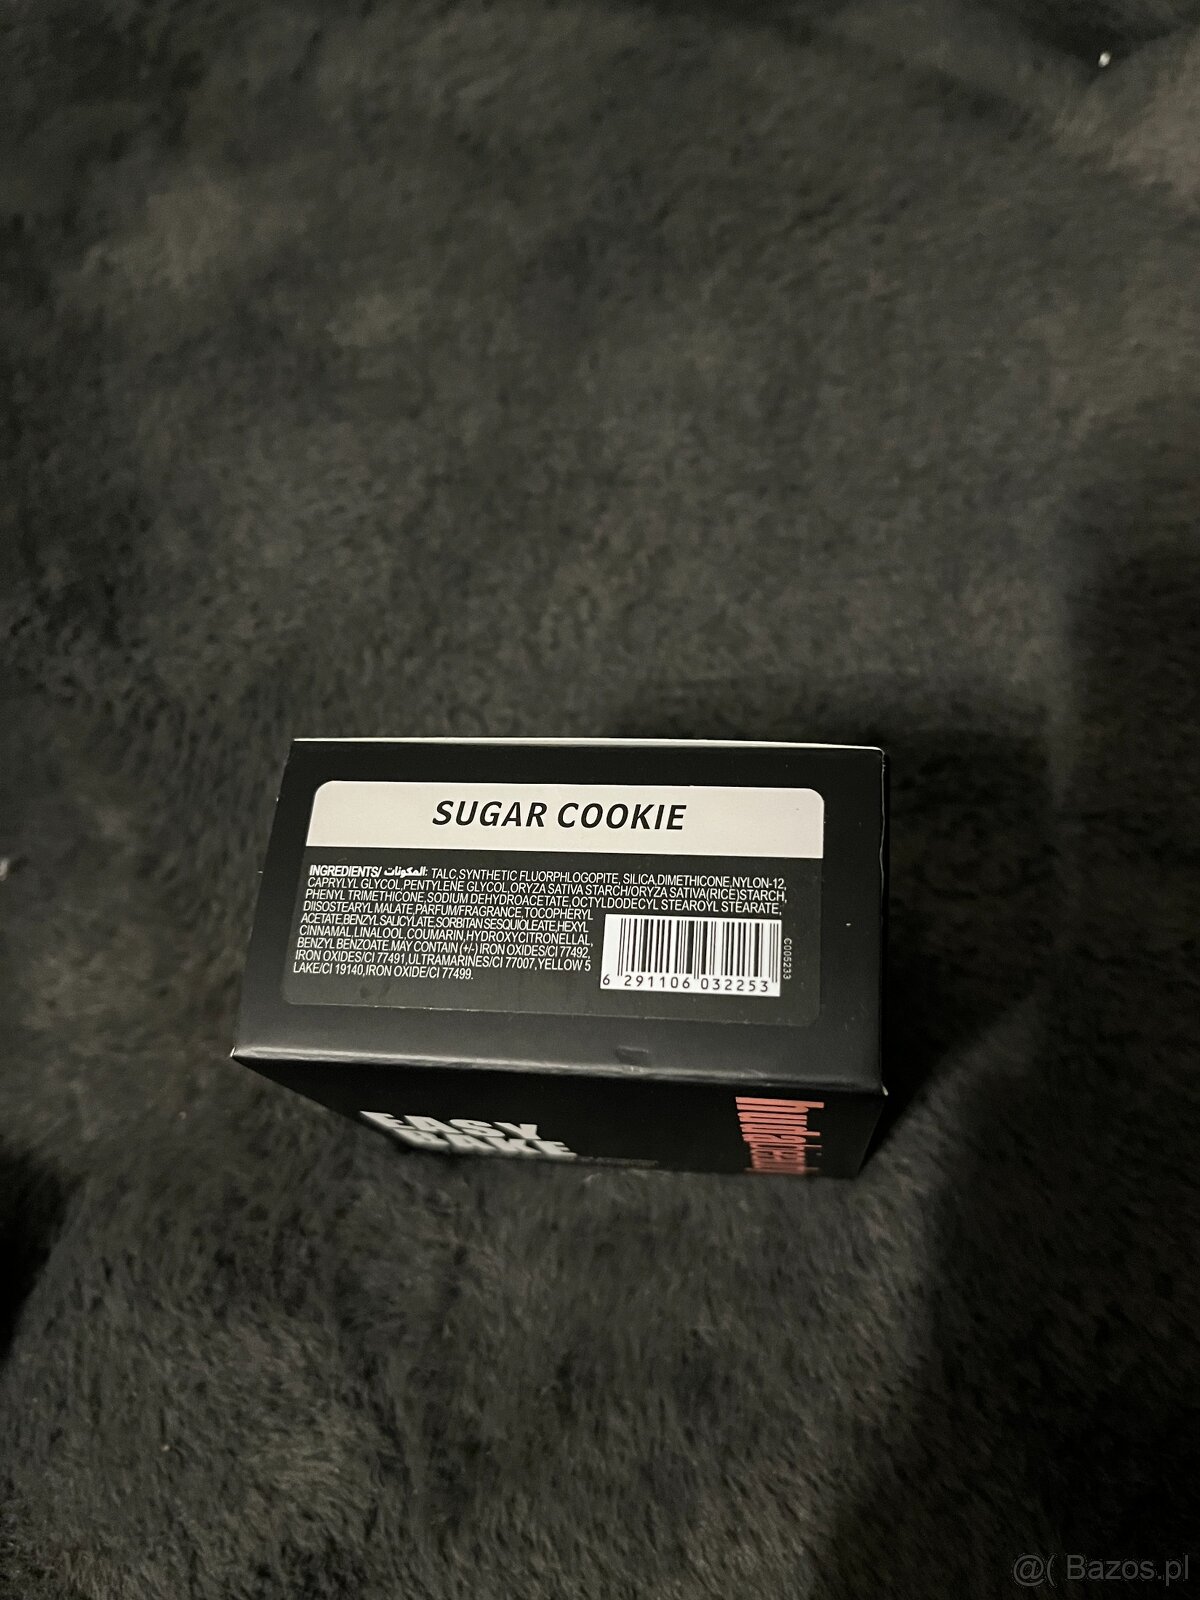 SUGAR COOKIE
INGREDIENTS/ المكونات: TALC,SYNTHETIC FLUORPHLOGOPITE, SILICA,DIMETHICONE,NYLON-12,
CAPRYLYL GLYCOL,PENTYLENE GLYCOL,ORYZA SATIVA STARCH/ORYZA SATIVA(RICE)STARCH,
PHENYL TRIMETHICONE,SODIUM DEHYDROACETATE,OCTYLDODECYL STEAROYL STEARATE,
DIISOSTEARYL MALATE,PARFUM/FRAGRANCE,TOCOPHERYL
ACETATE,BENZYL SALICYLATE,SORBITAN SESQUIOLEATE,HEXYL
CINNAMAL,LINALOOL,COUMARIN,HYDROXYCITRONELLAL,
BENZYL BENZOATE.MAY CONTAIN (+/-) IRON OXIDES/CI 77492,
IRON OXIDES/CI 77491,ULTRAMARINES/CI 77007,YELLOW 5
LAKE/CI 19140,IRON OXIDE/CI 77499.
C005233
6 291106 032253
EASY
BAKE
hudabeauty
@( Bazos.pl